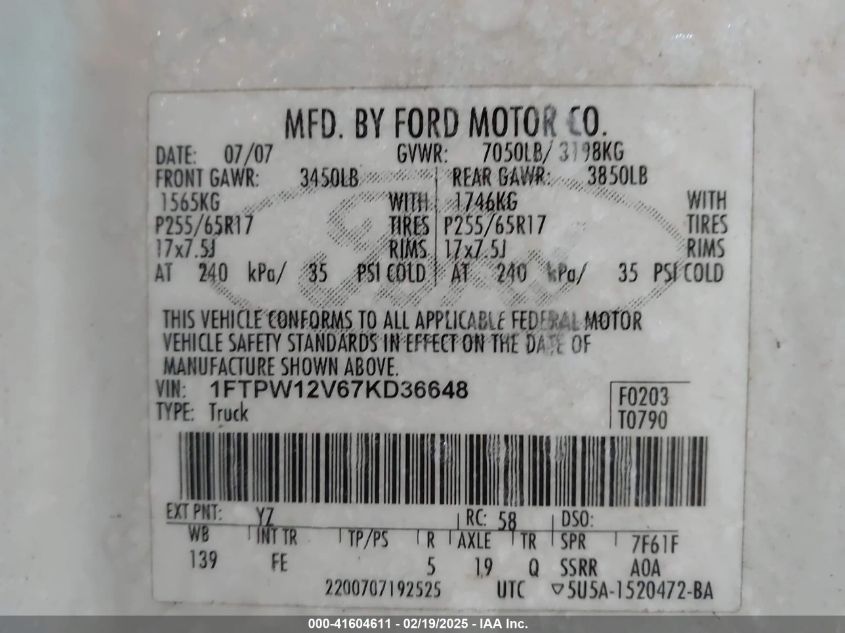 MFD. BY FORD MOTOR CO.
DATE: 07/07 GVWR: 7050LB/ 3198KG
FRONT GAWR: 3450LB REAR GAWR: 3850LB
1565KG WITH 1746KG WITH
P255/65R17 TIRES P255/65R17 TIRES
17x7.5J RIMS 17x7.5J RIMS
AT 240 kPa/ 35 PSI COLD AT 240 kPa/ 35 PSI COLD
THIS VEHICLE CONFORMS TO ALL APPLICABLE FEDERAL MOTOR
VEHICLE SAFETY STANDARDS IN EFFECT ON THE DATE OF
MANUFACTURE SHOWN ABOVE.
VIN: 1FTPW12V67KD36648 F0203
TYPE: Truck T0790
EXT PNT: YZ RC: 58 DSO:
WB INT TR TP/PS R AXLE TR SPR 7F61F
139 FE 5 19 Q SSRR A0A
2200707192525 UTC ▽5U5A-1520472-BA
000-41604611 - 02/19/2025 - IAA Inc.